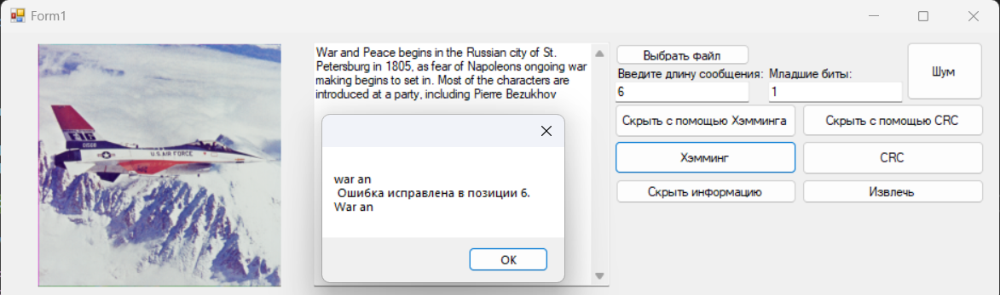 Form1
War and Peace begins in the Russian city of St.
Petersburg in 1805, as fear of Napoleons ongoing war
making begins to set in. Most of the characters are
introduced at a party, including Pierre Bezukhov
war an
Ошибка исправлена в позиции 6.
War an
OK
Выбрать файл
Введите длину сообщения: Младшие биты:
6 1
Шум
Скрыть с помощью Хэмминга Скрыть с помощью CRC
Хэмминг CRC
Скрыть информацию Извлечь
F-16
U.S. AIR FORCE